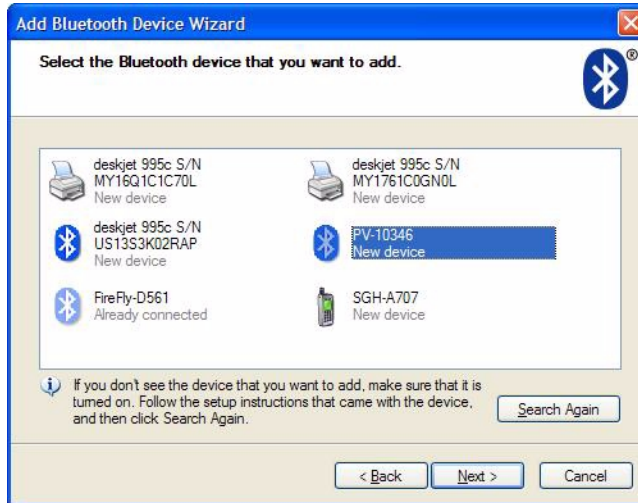 Add Bluetooth Device Wizard
Select the Bluetooth device that you want to add.
®
deskjet 995c S/N
MY16Q1C1C70L
New device
deskjet 995c S/N
MY1761C0GN0L
New device
deskjet 995c S/N
US13S3K02RAP
New device
PV-10346
New device
FireFly-D561
Already connected
SGH-A707
New device
If you don't see the device that you want to add, make sure that it is
turned on. Follow the setup instructions that came with the device,
and then click Search Again.
Search Again
< Back
Next >
Cancel